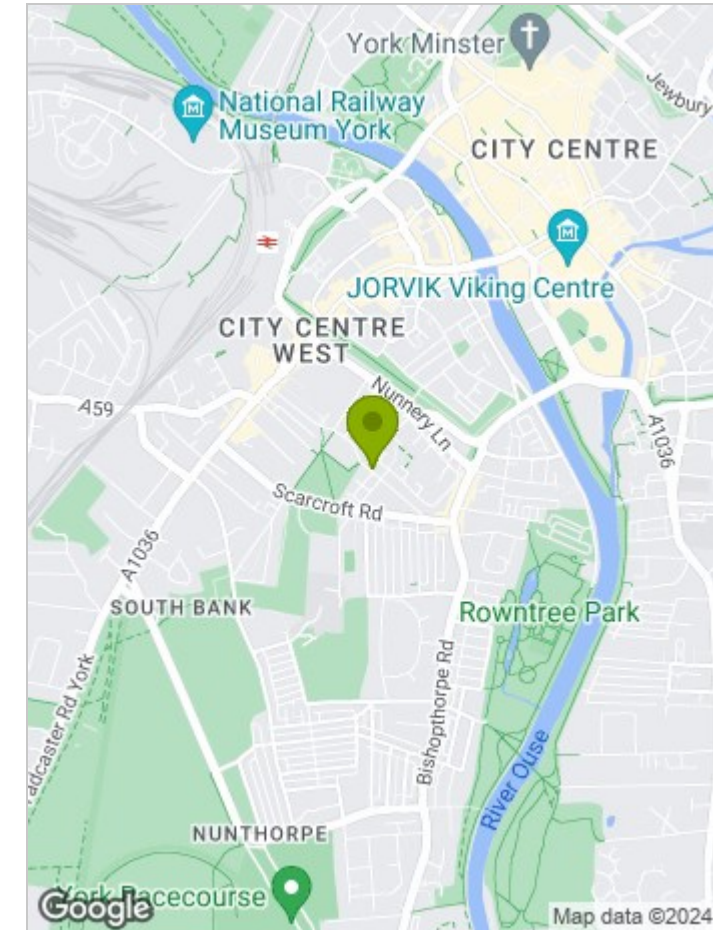 York Minster
Jewbury
National Railway
Museum York
CITY CENTRE
JORVIK Viking Centre
CITY CENTRE
WEST
Nunnery Ln
A59
A1036
Scarcroft Rd
A1036
SOUTH BANK
Rowntree Park
Tadcaster Rd York
Bishopthorpe Rd
River Ouse
NUNTHORPE
York Racecourse
Google
Map data ©2024